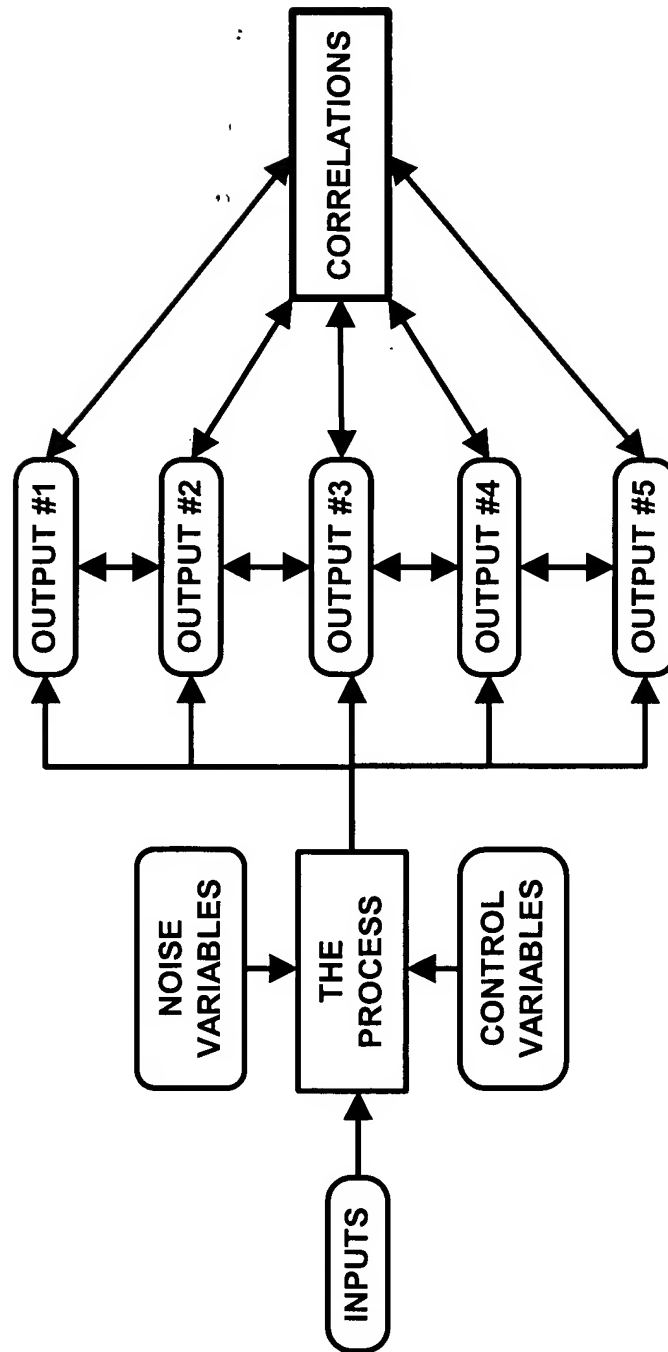 INPUTS
NOISE
VARIABLES
THE
PROCESS
CONTROL
VARIABLES
OUTPUT #1
OUTPUT #2
OUTPUT #3
OUTPUT #4
OUTPUT #5
CORRELATIONS